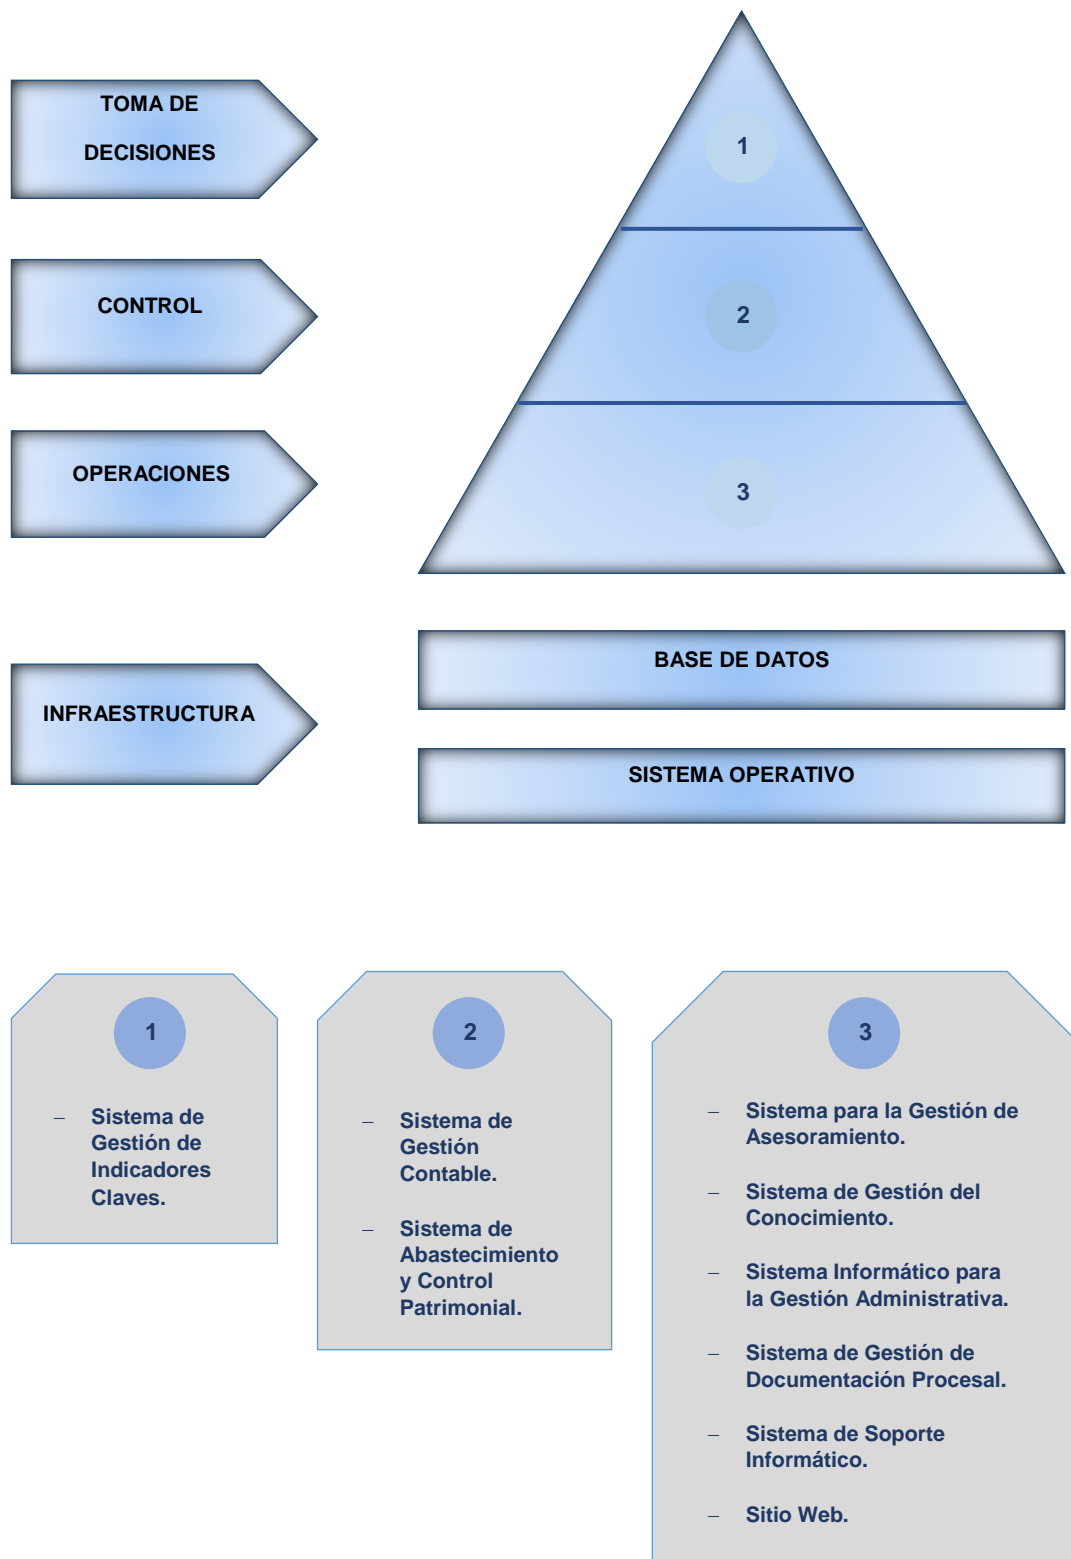 TOMA DE
DECISIONES
1
CONTROL
2
OPERACIONES
3
INFRAESTRUCTURA
BASE DE DATOS
SISTEMA OPERATIVO
1
– Sistema de
Gestión de
Indicadores
Claves.
2
– Sistema de
Gestión
Contable.
– Sistema de
Abastecimiento
y Control
Patrimonial.
3
– Sistema para la Gestión de
Asesoramiento.
– Sistema de Gestión del
Conocimiento.
– Sistema Informático para
la Gestión Administrativa.
– Sistema de Gestión de
Documentación Procesal.
– Sistema de Soporte
Informático.
– Sitio Web.